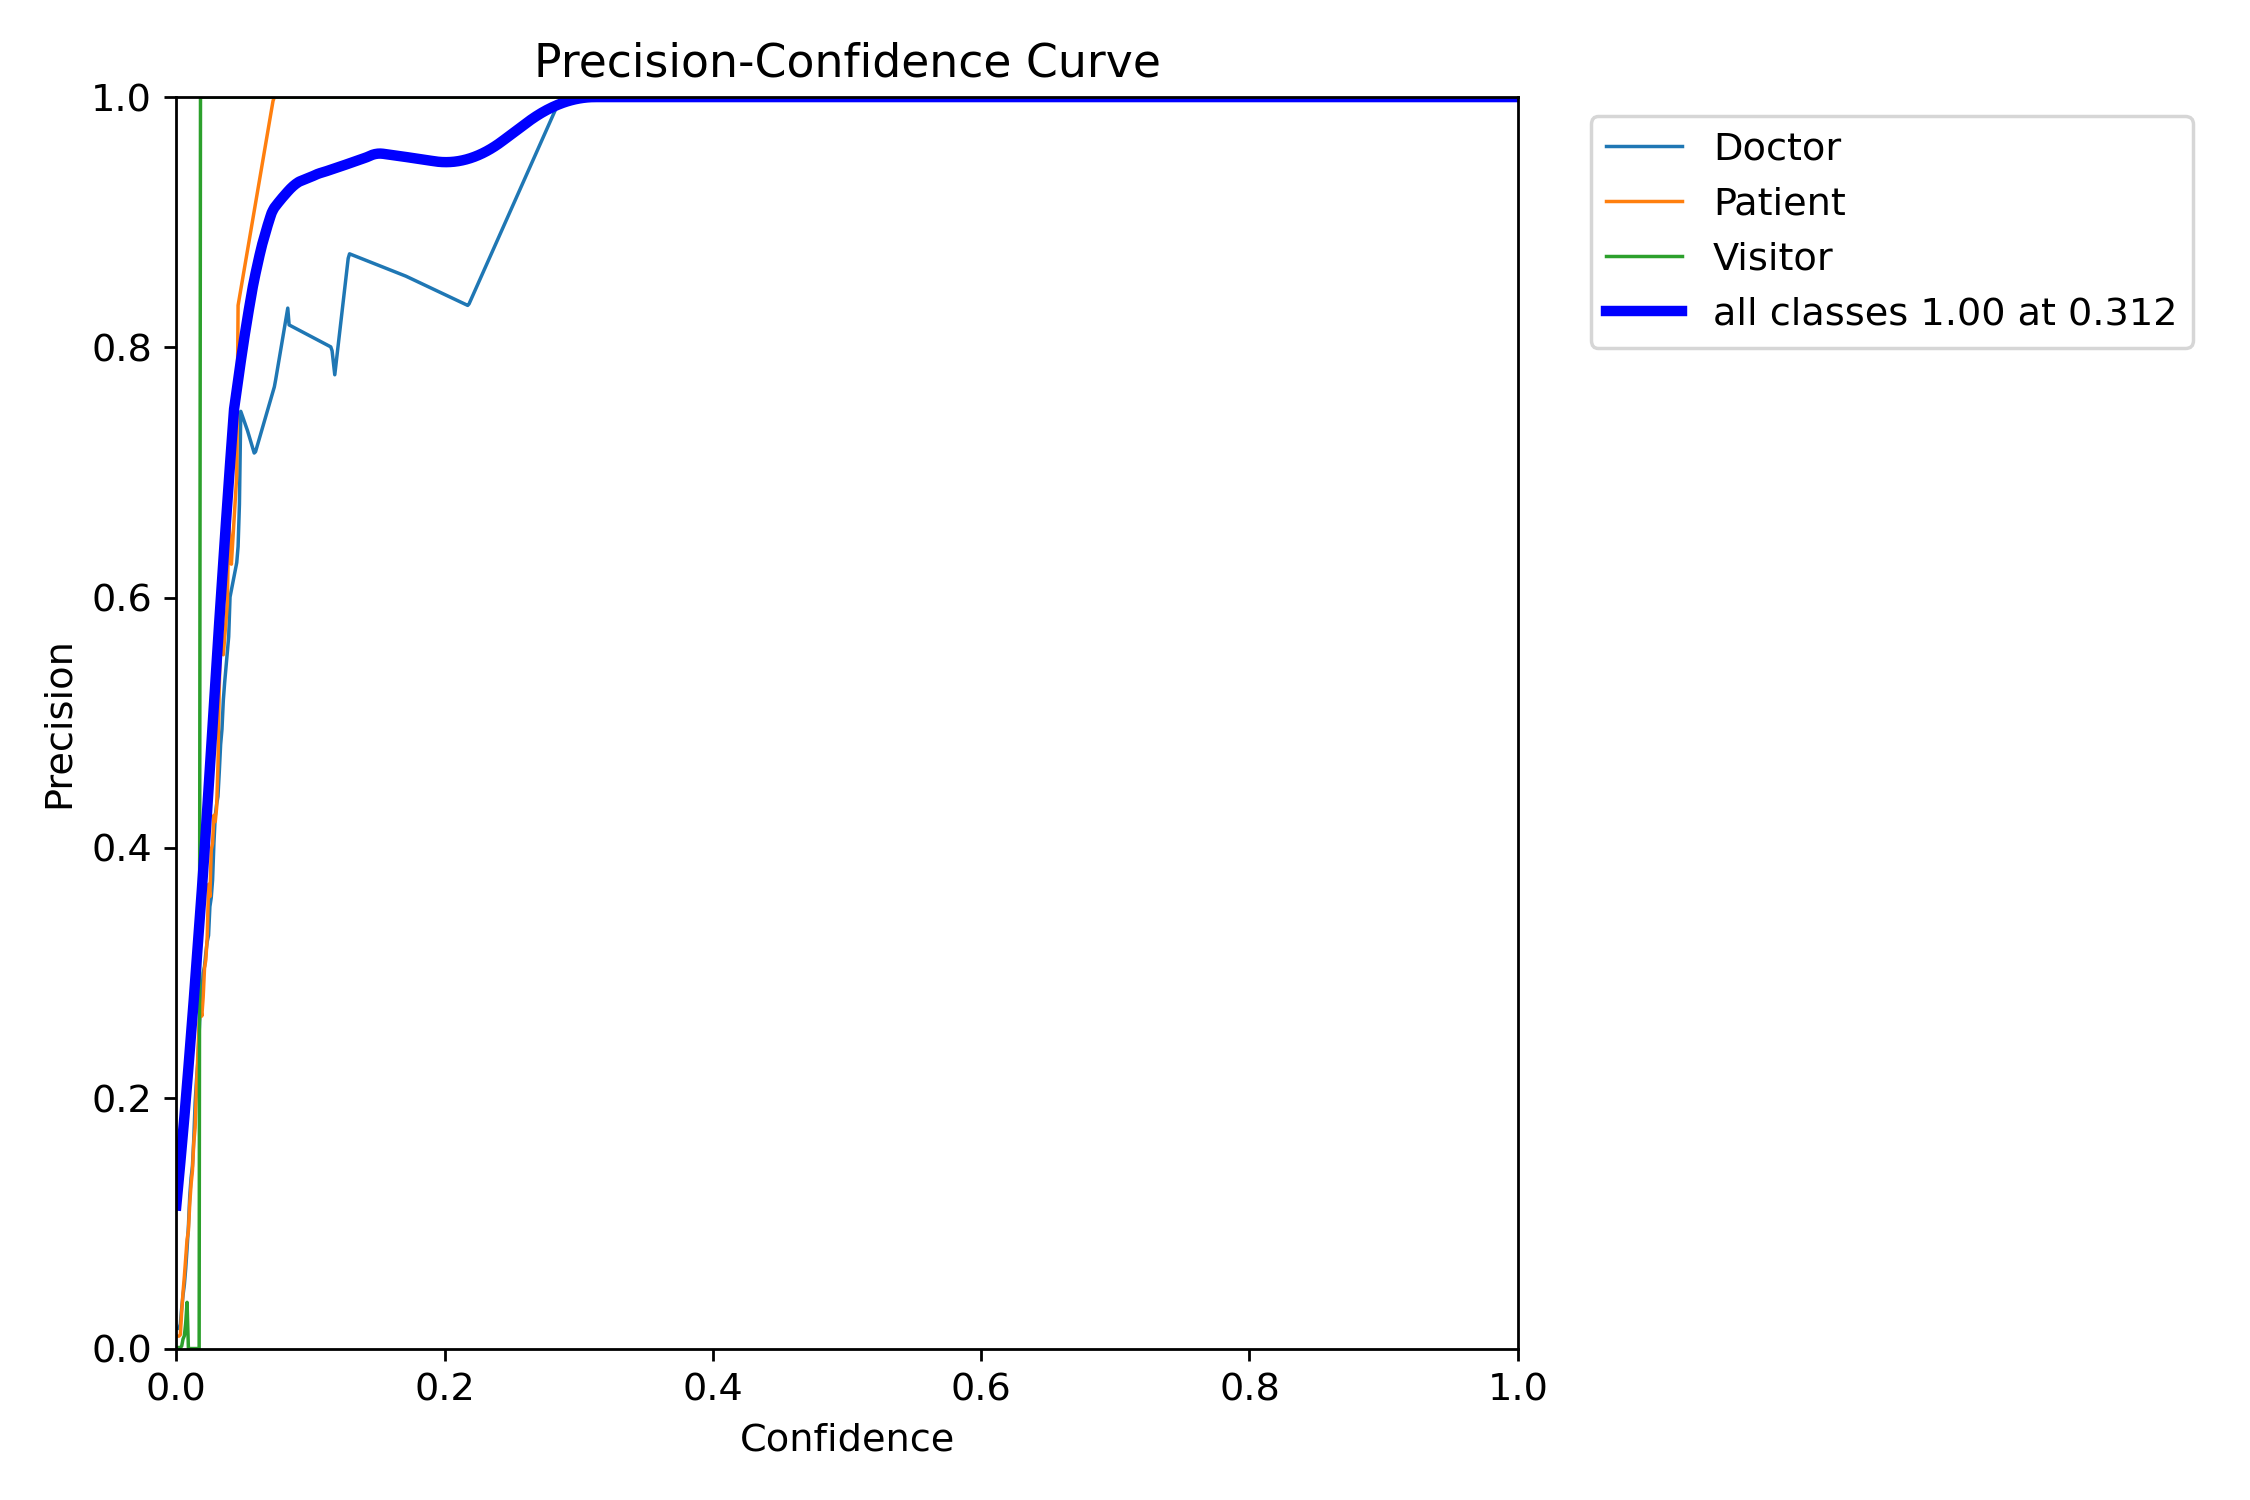 Precision-Confidence Curve
1.0
0.8
0.6
0.4
0.2
0.0
Precision
0.0 0.2 0.4 0.6 0.8 1.0
Confidence
Doctor
Patient
Visitor
all classes 1.00 at 0.312